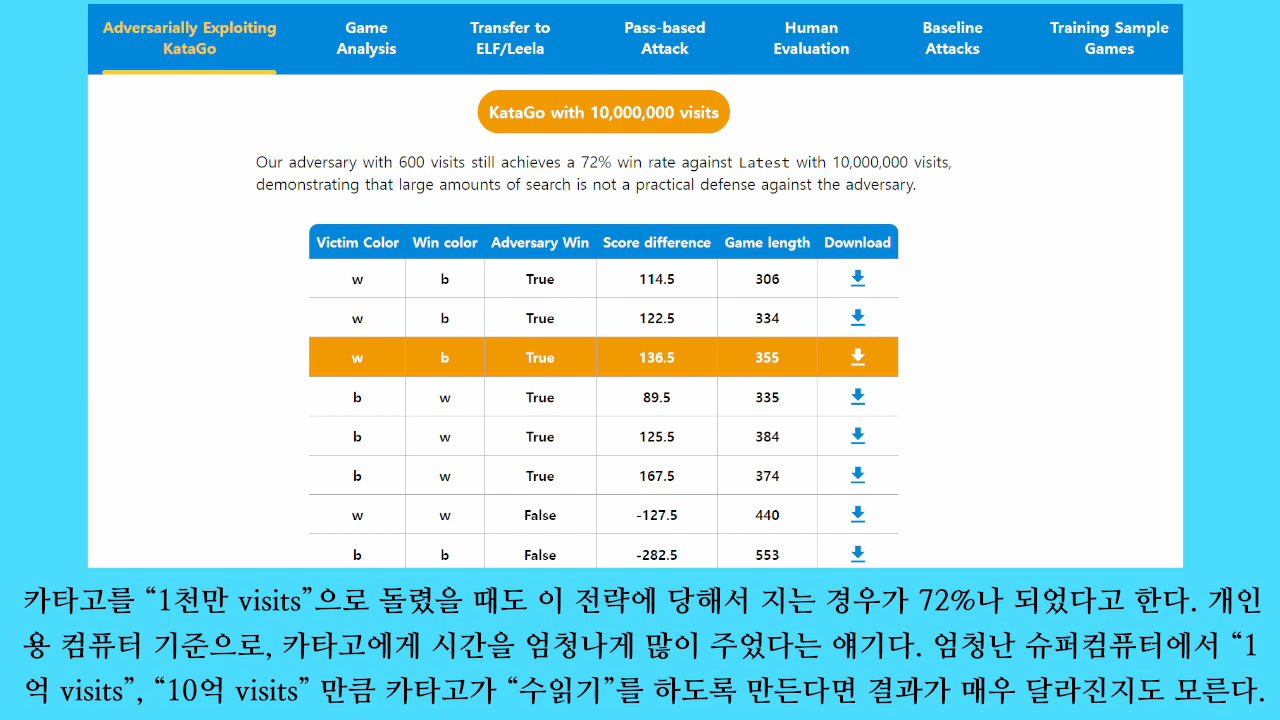 Adversarially Exploiting KataGo
Game Analysis
Transfer to ELF/Leela
Pass-based Attack
Human Evaluation
Baseline Attacks
Training Sample Games
KataGo with 10,000,000 visits
Our adversary with 600 visits still achieves a 72% win rate against Latest with 10,000,000 visits,
demonstrating that large amounts of search is not a practical defense against the adversary.
Victim Color Win color Adversary Win Score difference Game length Download
w b True 114.5 306
w b True 122.5 334
w b True 136.5 355
b w True 89.5 335
b w True 125.5 384
b w True 167.5 374
w w False -127.5 440
b b False -282.5 553
카타고를 “1천만 visits”으로 돌렸을 때도 이 전략에 당해서 지는 경우가 72%나 되었다고 한다. 개인
용 컴퓨터 기준으로, 카타고에게 시간을 엄청나게 많이 주었다는 얘기다. 엄청난 슈퍼컴퓨터에서 “1
억 visits”, “10억 visits” 만큼 카타고가 “수읽기”를 하도록 만든다면 결과가 매우 달라진지도 모른다.